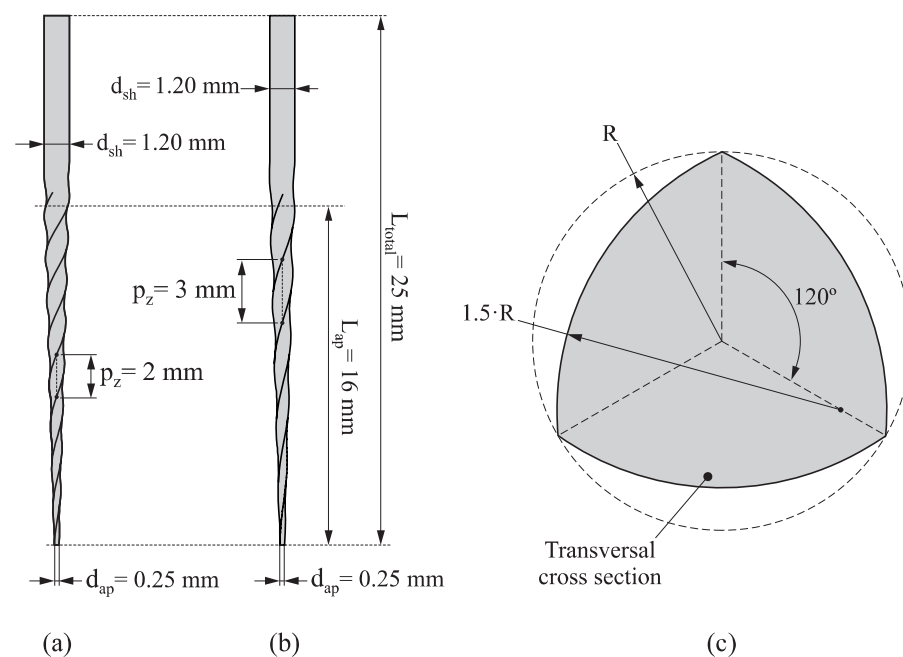 d_sh= 1.20 mm
d_sh= 1.20 mm
p_z= 3 mm
p_z= 2 mm
L_ap= 16 mm
L_total= 25 mm
d_ap= 0.25 mm
d_ap= 0.25 mm
R
1.5·R
120º
Transversal
cross section
(a)
(b)
(c)